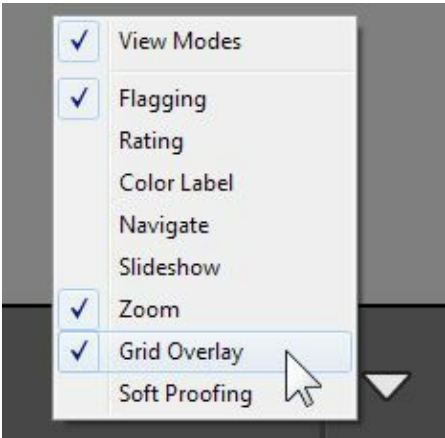 View Modes
Flagging
Rating
Color Label
Navigate
Slideshow
Zoom
Grid Overlay
Soft Proofing